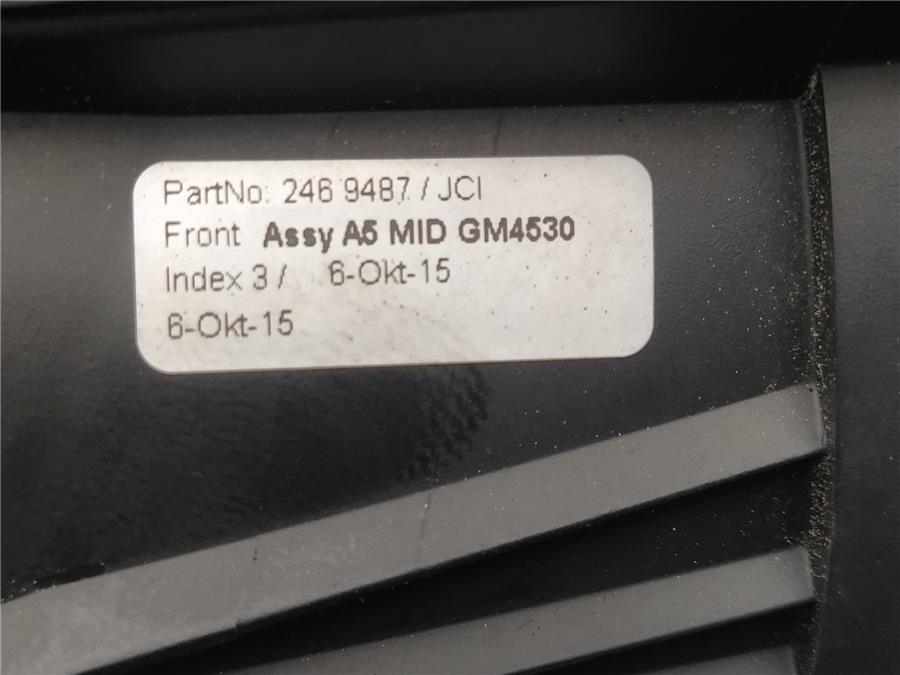 PartNo: 246 9487 / JCI
Front Assy A5 MID GM4530
Index 3 / 6-Okt-15
6-Okt-15